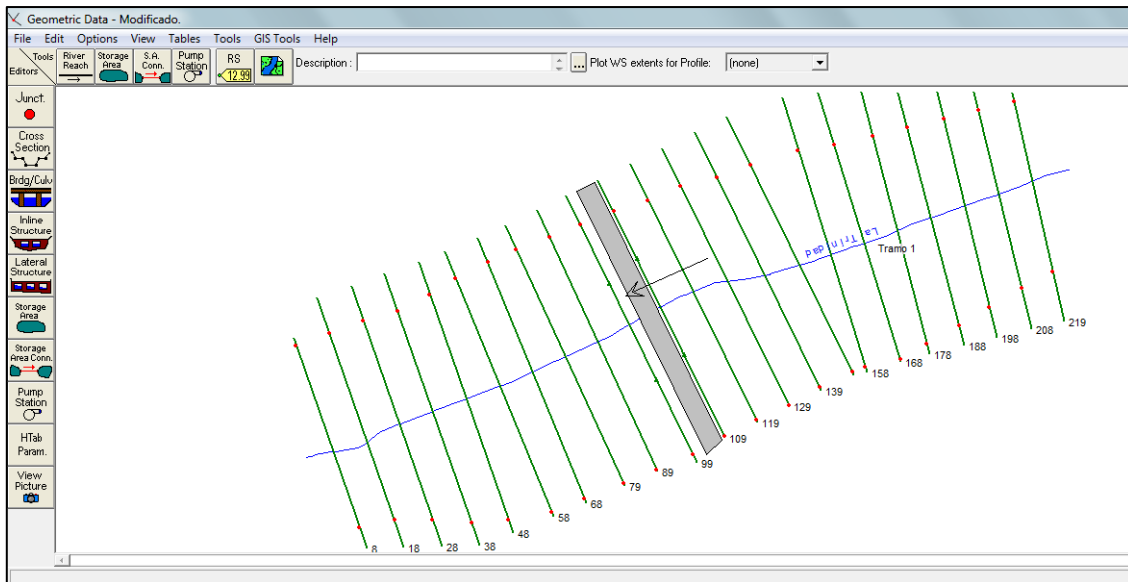 Geometric Data - Modificado.
File Edit Options View Tables Tools GIS Tools Help
Tools
Editors
River
Reach
Storage
Area
S.A.
Conn.
Pump
Station
RS
12.99
Description :
...
Plot WS extents for Profile:
(none)
Junct.
Cross
Section
Brdg/Culv
Inline
Structure
Lateral
Structure
Storage
Area
Storage
Area Conn.
Pump
Station
HTab
Param.
View
Picture
La Trinidad
Tramo 1
219
208
198
188
178
168
158
139
129
119
109
99
89
79
68
58
48
38
28
18
8